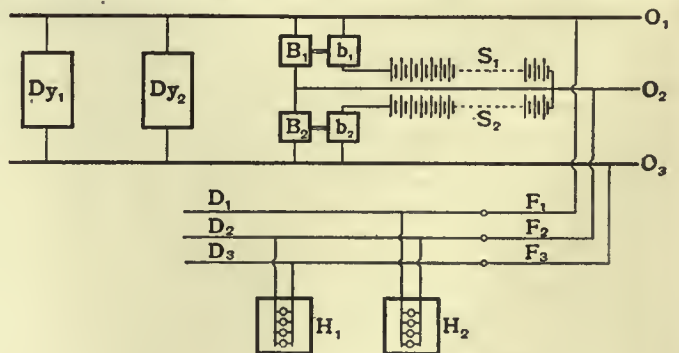 O₁
B₁ b₁
S₁
Dy₁ Dy₂
O₂
S₂
B₂ b₂
O₃
D₁ F₁
D₂ F₂
D₃ F₃
H₁ H₂